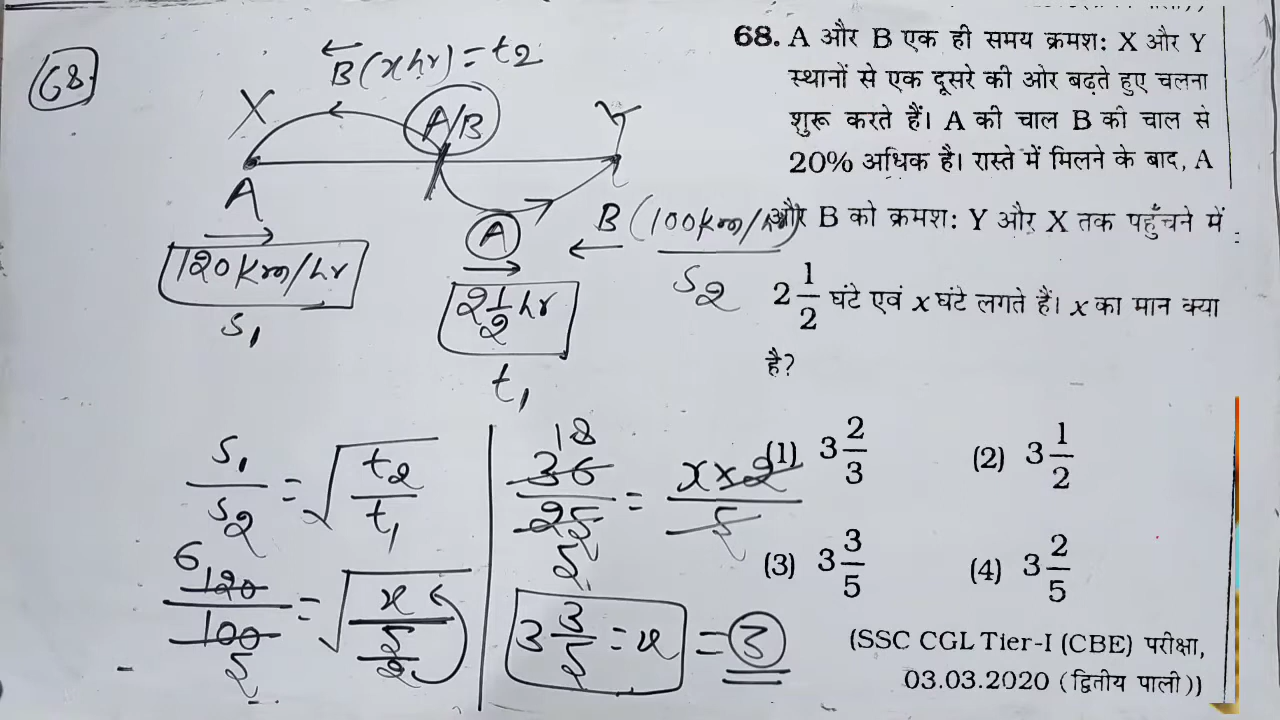 68.
B (x hr) = t2
X
A/B
Y
A
120 km/hr
S1
A
2 1/2 hr
t1
B (100 km/hr)
S2
68. A और B एक ही समय क्रमश: X और Y
स्थानों से एक दूसरे की ओर बढ़ते हुए चलना
शुरू करते हैं। A की चाल B की चाल से
20% अधिक है। रास्ते में मिलने के बाद, A
और B को क्रमश: Y और X तक पहुँचने में
2 1/2 घंटे एवं x घंटे लगते हैं। x का मान क्या
है?
(1) 3 2/3 (2) 3 1/2
(3) 3 3/5 (4) 3 2/5
(SSC CGL Tier-I (CBE) परीक्षा,
03.03.2020 (द्वितीय पाली))
S1/S2 = √(t2/t1)
6
120/100 = √(x/(5/2))
5
18
36/25 = x×2/5
5
3 3/5 = x = 3